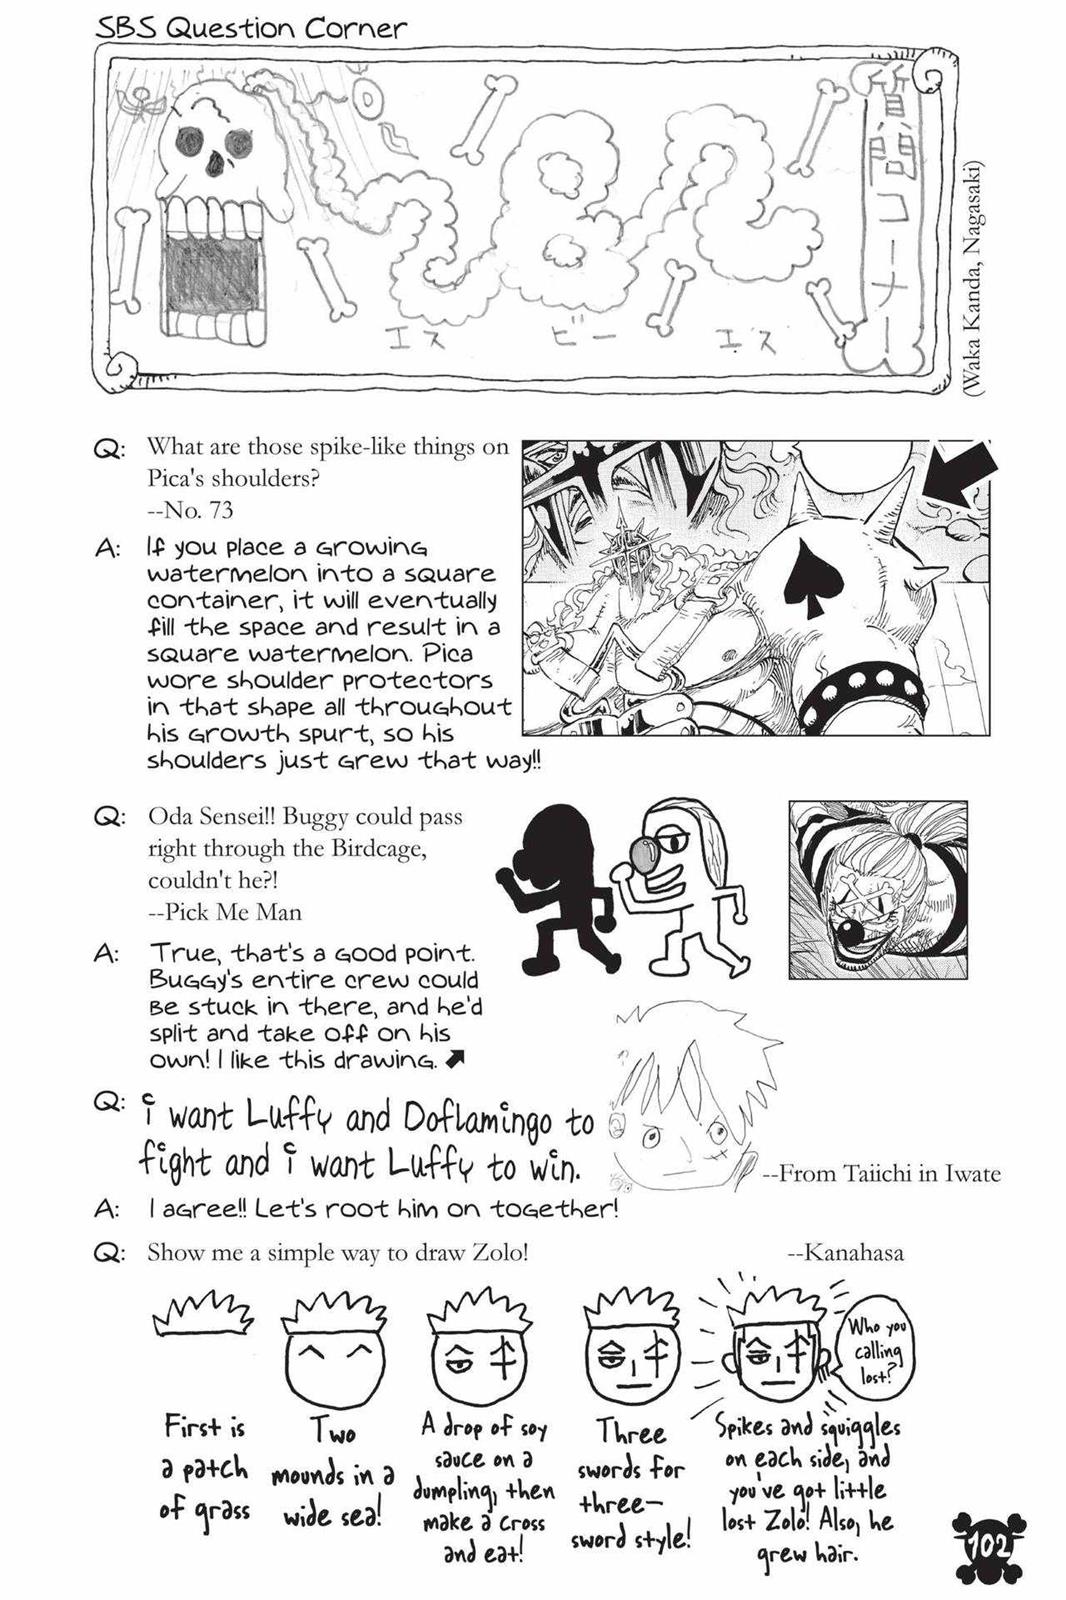 SBS Question Corner
質問コーナー
エス ビー エス
(Waka Kanda, Nagasaki)
Q: What are those spike-like things on
Pica's shoulders?
--No. 73
A: If you place a growing
watermelon into a square
container, it will eventually
fill the space and result in a
square watermelon. Pica
wore shoulder protectors
in that shape all throughout
his growth spurt, so his
shoulders just grew that way!!
Q: Oda Sensei!! Buggy could pass
right through the Birdcage,
couldn't he?!
--Pick Me Man
A: True, that's a good point.
Buggy's entire crew could
be stuck in there, and he'd
split and take off on his
own! I like this drawing.
Q: i want Luffy and Doflamingo to
fight and i want Luffy to win.
--From Taiichi in Iwate
A: I agree!! Let's root him on together!
Q: Show me a simple way to draw Zolo!
--Kanahasa
Who you
calling
lost?
First is
a patch
of grass
Two
mounds in a
wide sea!
A drop of soy
sauce on a
dumpling, then
make a cross
and eat!
Three
swords for
three-
sword style!
Spikes and squiggles
on each side, and
you've got little
lost Zolo! Also, he
grew hair.
102